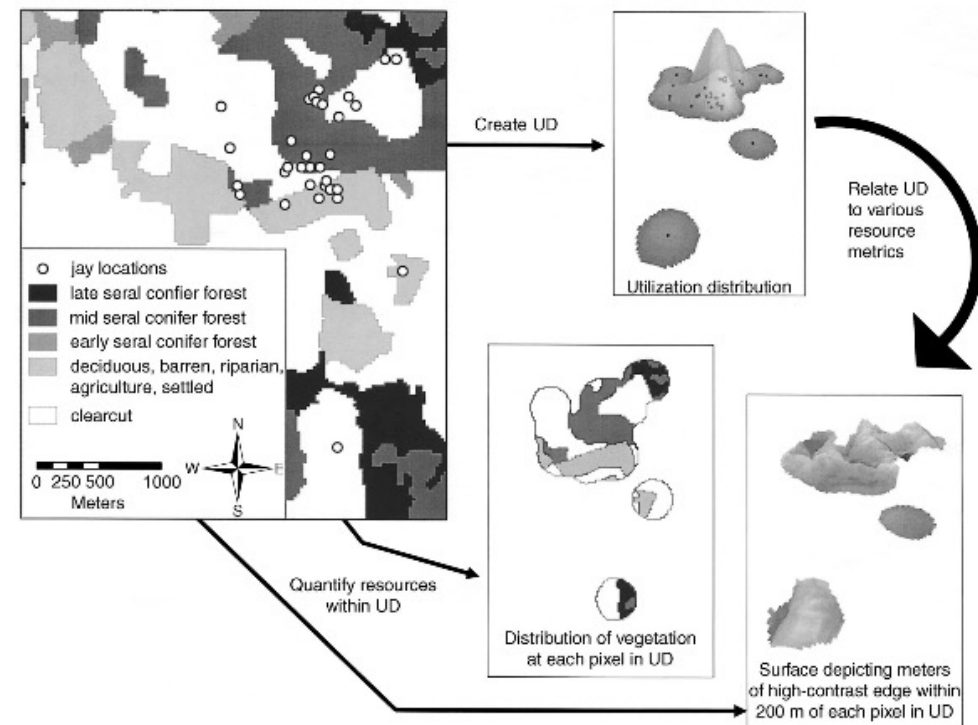 Create UD
Utilization distribution
Relate UD
to various
resource
metrics
jay locations
late seral confier forest
mid seral conifer forest
early seral conifer forest
deciduous, barren, riparian,
agriculture, settled
clearcut
N
W E
S
0 250 500 1000
Meters
Quantify resources
within UD
Distribution of vegetation
at each pixel in UD
Surface depicting meters
of high-contrast edge within
200 m of each pixel in UD